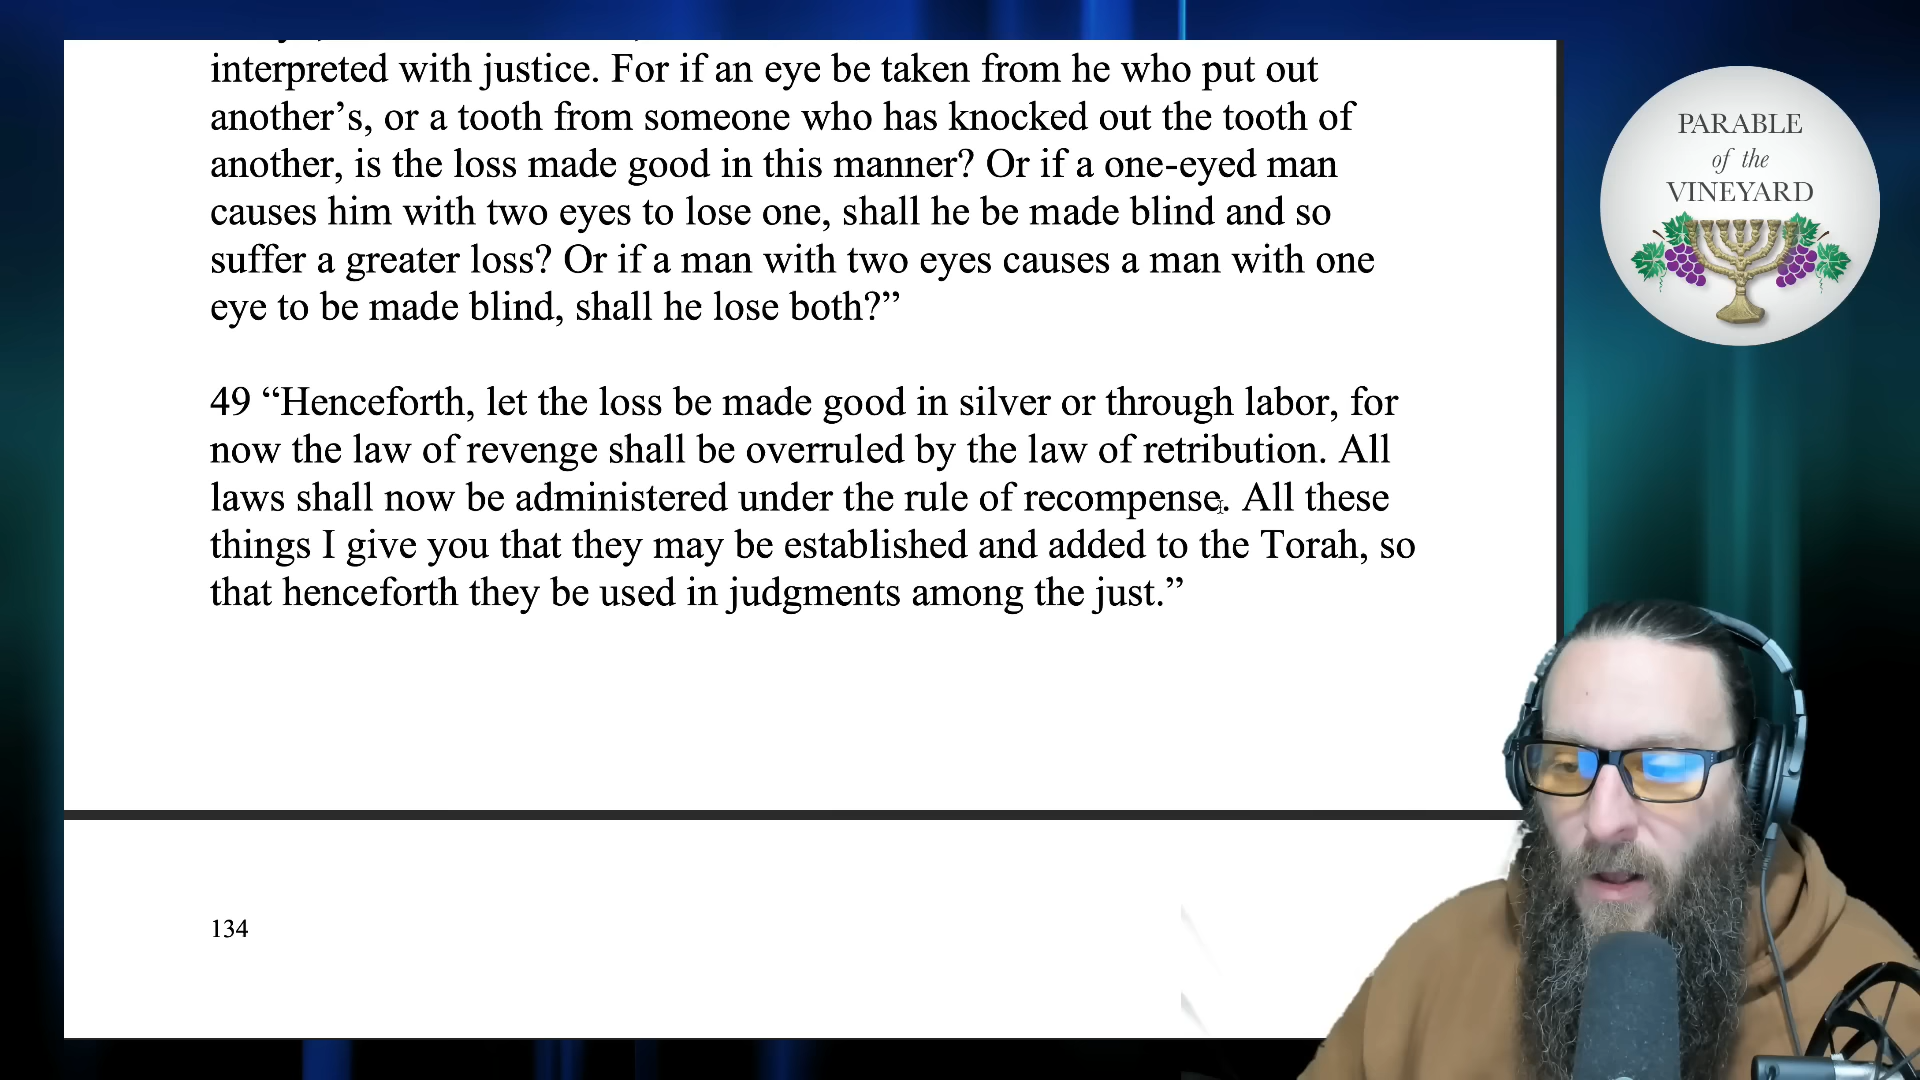 interpreted with justice. For if an eye be taken from he who put out
another’s, or a tooth from someone who has knocked out the tooth of
another, is the loss made good in this manner? Or if a one-eyed man
causes him with two eyes to lose one, shall he be made blind and so
suffer a greater loss? Or if a man with two eyes causes a man with one
eye to be made blind, shall he lose both?”
49 “Henceforth, let the loss be made good in silver or through labor, for
now the law of revenge shall be overruled by the law of retribution. All
laws shall now be administered under the rule of recompense. All these
things I give you that they may be established and added to the Torah, so
that henceforth they be used in judgments among the just.”
134
PARABLE
of the
VINEYARD